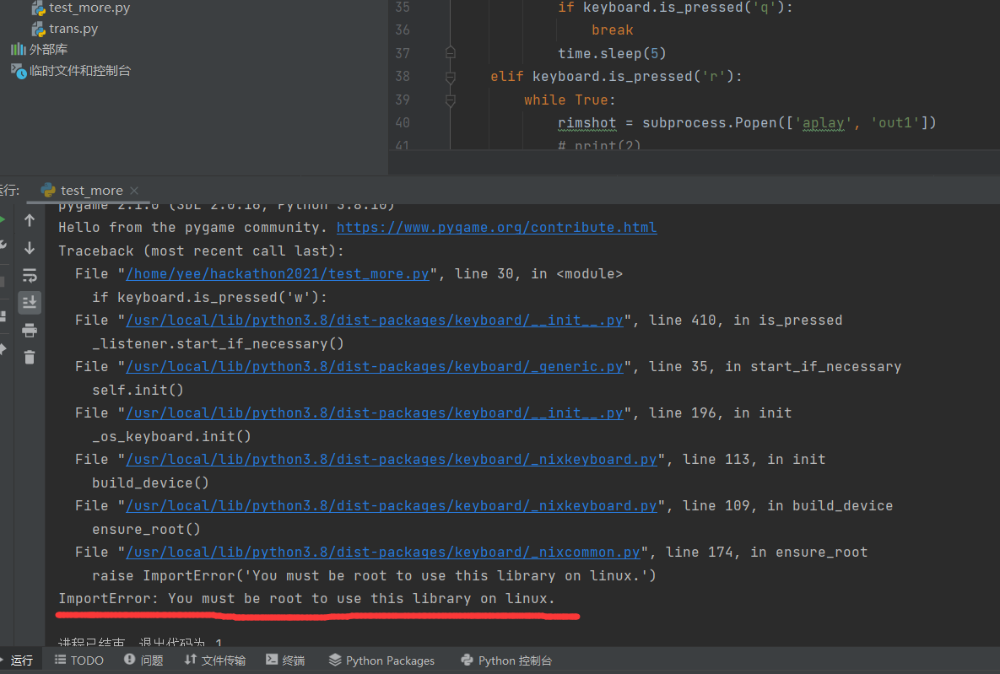 test_more.py
trans.py
外部库
临时文件和控制台
35 if keyboard.is_pressed('q'):
36 break
37 time.sleep(5)
38 elif keyboard.is_pressed('r'):
39 while True:
40 rimshot = subprocess.Popen(['aplay', 'out1'])
41 # print(2)
运行: test_more
pygame 2.1.0 (SDL 2.0.16, Python 3.8.10)
Hello from the pygame community. https://www.pygame.org/contribute.html
Traceback (most recent call last):
File "/home/yee/hackathon2021/test_more.py", line 30, in <module>
if keyboard.is_pressed('w'):
File "/usr/local/lib/python3.8/dist-packages/keyboard/__init__.py", line 410, in is_pressed
_listener.start_if_necessary()
File "/usr/local/lib/python3.8/dist-packages/keyboard/_generic.py", line 35, in start_if_necessary
self.init()
File "/usr/local/lib/python3.8/dist-packages/keyboard/__init__.py", line 196, in init
_os_keyboard.init()
File "/usr/local/lib/python3.8/dist-packages/keyboard/_nixkeyboard.py", line 113, in init
build_device()
File "/usr/local/lib/python3.8/dist-packages/keyboard/_nixkeyboard.py", line 109, in build_device
ensure_root()
File "/usr/local/lib/python3.8/dist-packages/keyboard/_nixcommon.py", line 174, in ensure_root
raise ImportError('You must be root to use this library on linux.')
ImportError: You must be root to use this library on linux.
进程已结束，退出代码为 1
运行 TODO 问题 文件传输 终端 Python Packages Python 控制台